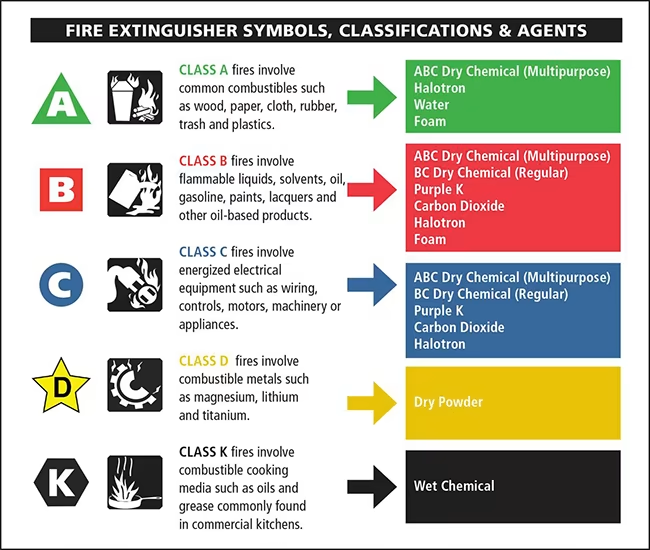 FIRE EXTINGUISHER SYMBOLS, CLASSIFICATIONS & AGENTS
A
CLASS A fires involve
common combustibles such
as wood, paper, cloth, rubber,
trash and plastics.
ABC Dry Chemical (Multipurpose)
Halotron
Water
Foam
B
CLASS B fires involve
flammable liquids, solvents, oil,
gasoline, paints, lacquers and
other oil-based products.
ABC Dry Chemical (Multipurpose)
BC Dry Chemical (Regular)
Purple K
Carbon Dioxide
Halotron
Foam
C
CLASS C fires involve
energized electrical
equipment such as wiring,
controls, motors, machinery or
appliances.
ABC Dry Chemical (Multipurpose)
BC Dry Chemical (Regular)
Purple K
Carbon Dioxide
Halotron
D
CLASS D fires involve
combustible metals such
as magnesium, lithium
and titanium.
Dry Powder
K
CLASS K fires involve
combustible cooking
media such as oils and
grease commonly found
in commercial kitchens.
Wet Chemical